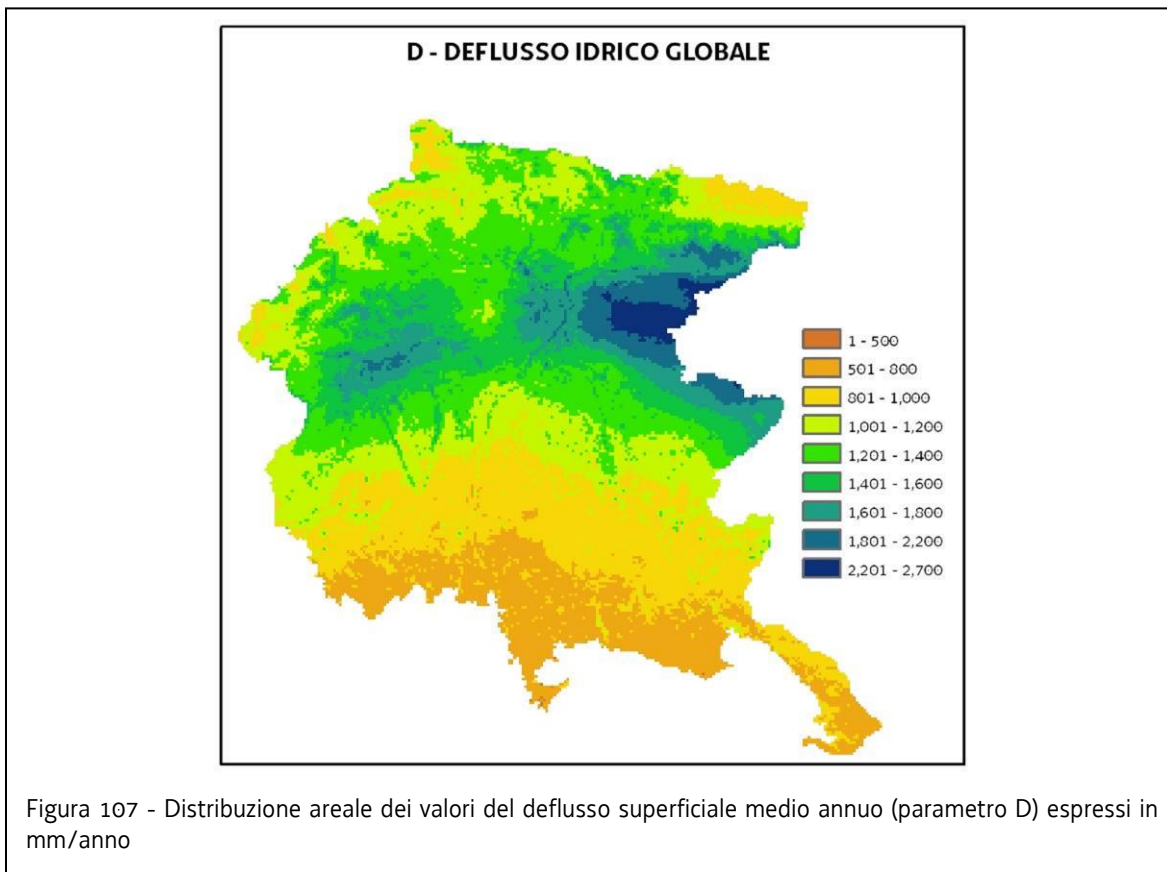 D - DEFLUSSO IDRICO GLOBALE
1 - 500
501 - 800
801 - 1,000
1,001 - 1,200
1,201 - 1,400
1,401 - 1,600
1,601 - 1,800
1,801 - 2,200
2,201 - 2,700
Figura 107 - Distribuzione areale dei valori del deflusso superficiale medio annuo (parametro D) espressi in
mm/anno